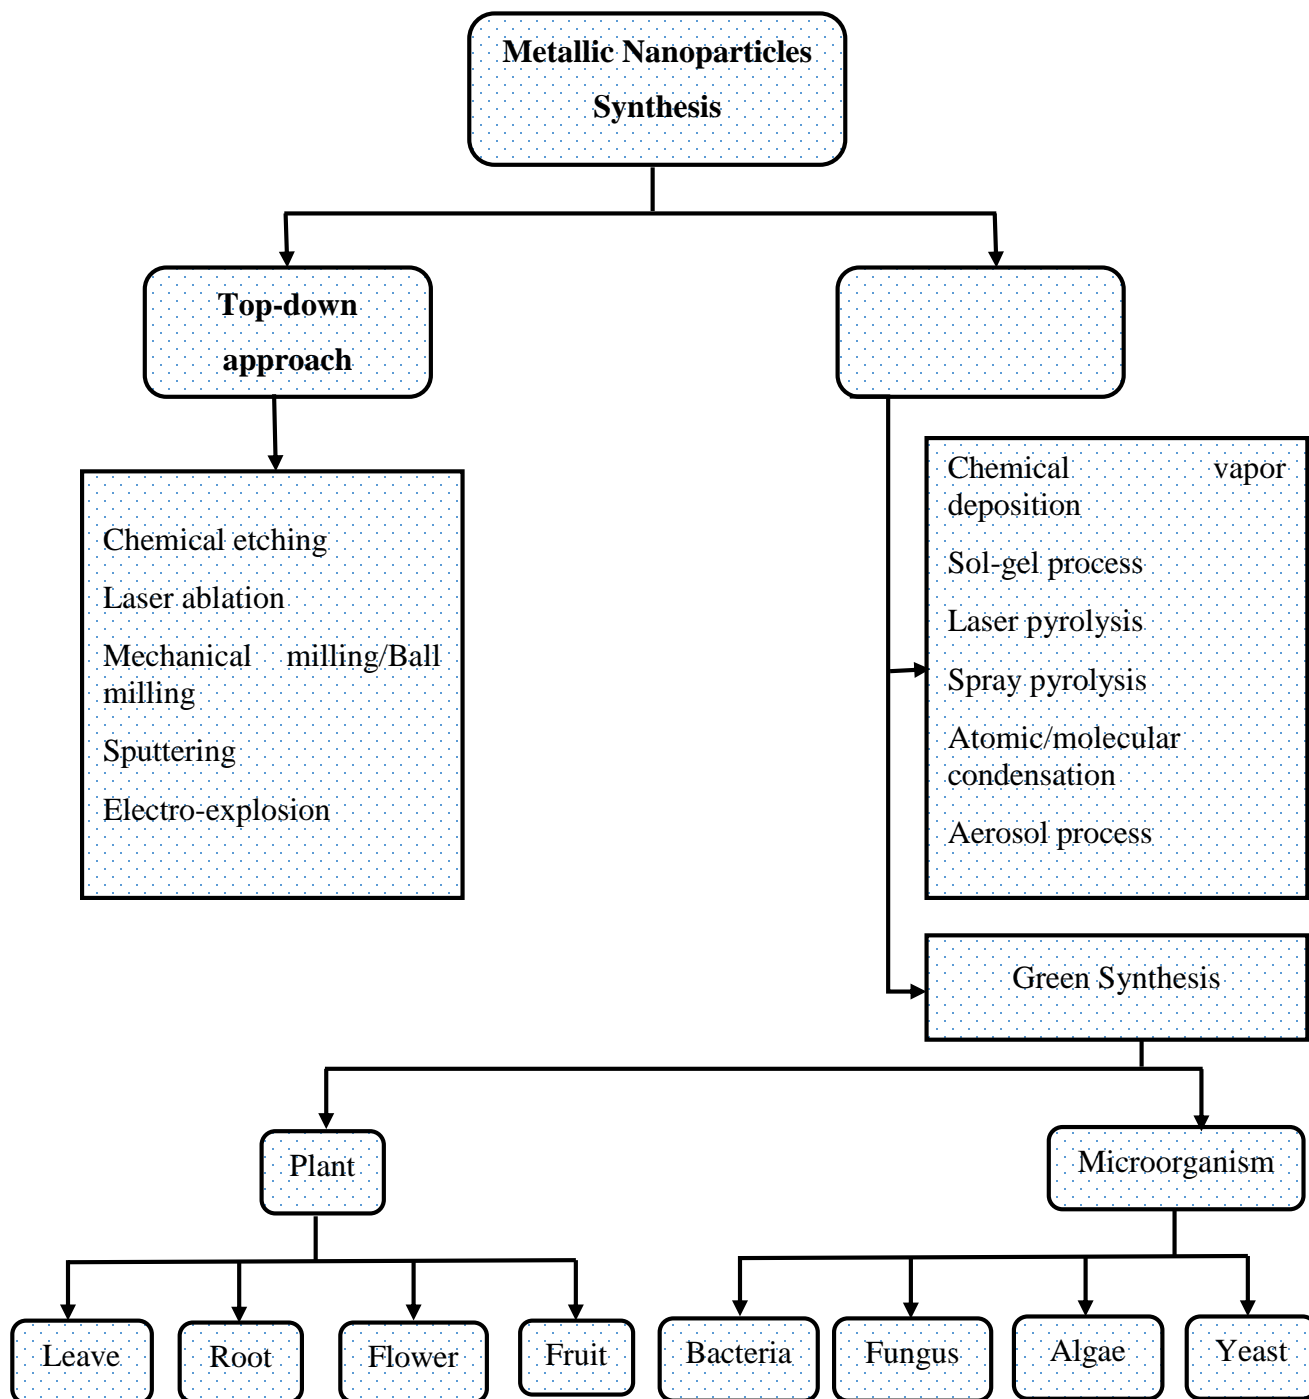 Metallic Nanoparticles
Synthesis
Top-down
approach
Chemical etching
Laser ablation
Mechanical milling/Ball
milling
Sputtering
Electro-explosion
Chemical vapor
deposition
Sol-gel process
Laser pyrolysis
Spray pyrolysis
Atomic/molecular
condensation
Aerosol process
Green Synthesis
Plant
Microorganism
Leave
Root
Flower
Fruit
Bacteria
Fungus
Algae
Yeast